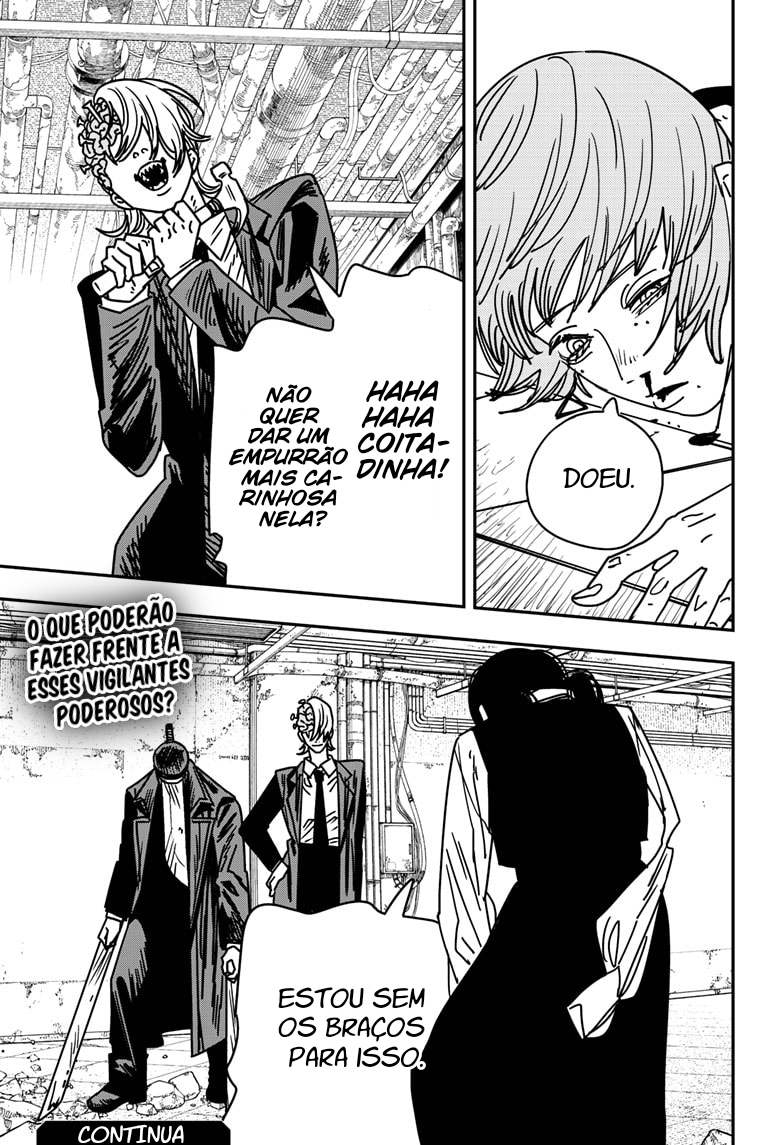 DOEU.
HAHA
HAHA
COITA-
DINHA!
NÃO
QUER
DAR UM
EMPURRÃO
MAIS CA-
RINHOSA
NELA?
O QUE PODERÃO
FAZER FRENTE A
ESSES VIGILANTES
PODEROSOS?
ESTOU SEM
OS BRAÇOS
PARA ISSO.
CONTINUA